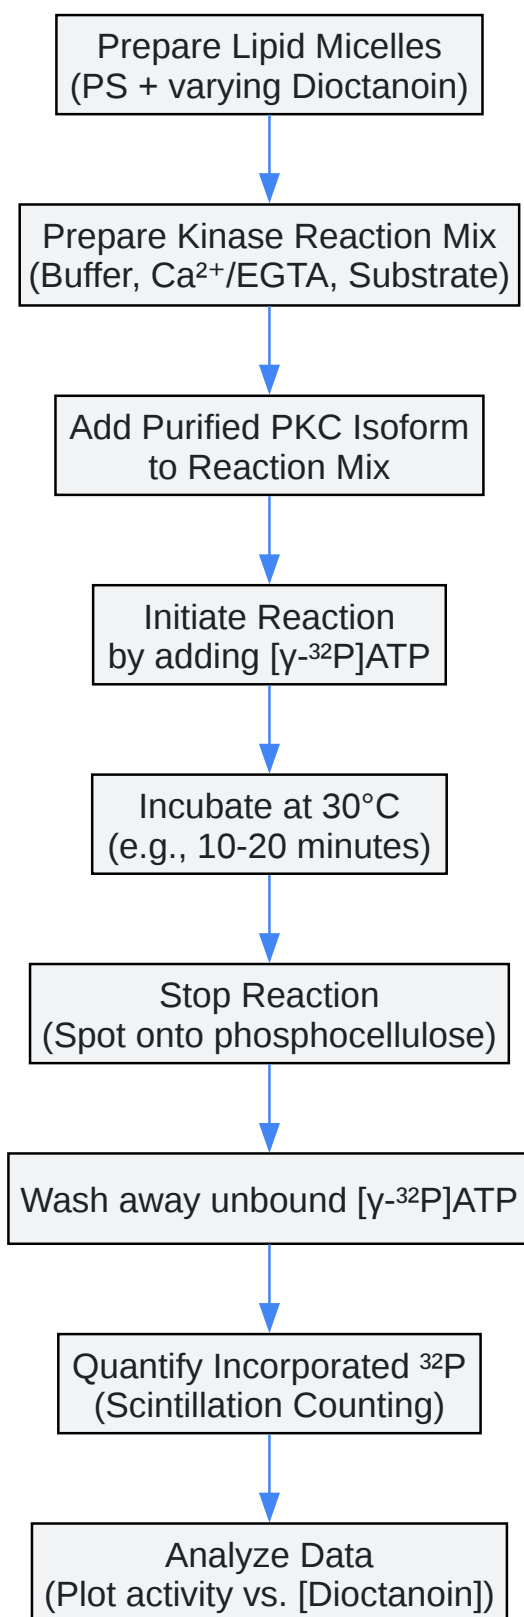 Prepare Lipid Micelles
(PS + varying Dioctanoin)
Prepare Kinase Reaction Mix
(Buffer, Ca²⁺/EGTA, Substrate)
Add Purified PKC Isoform
to Reaction Mix
Initiate Reaction
by adding [γ-³²P]ATP
Incubate at 30°C
(e.g., 10-20 minutes)
Stop Reaction
(Spot onto phosphocellulose)
Wash away unbound [γ-³²P]ATP
Quantify Incorporated ³²P
(Scintillation Counting)
Analyze Data
(Plot activity vs. [Dioctanoin])